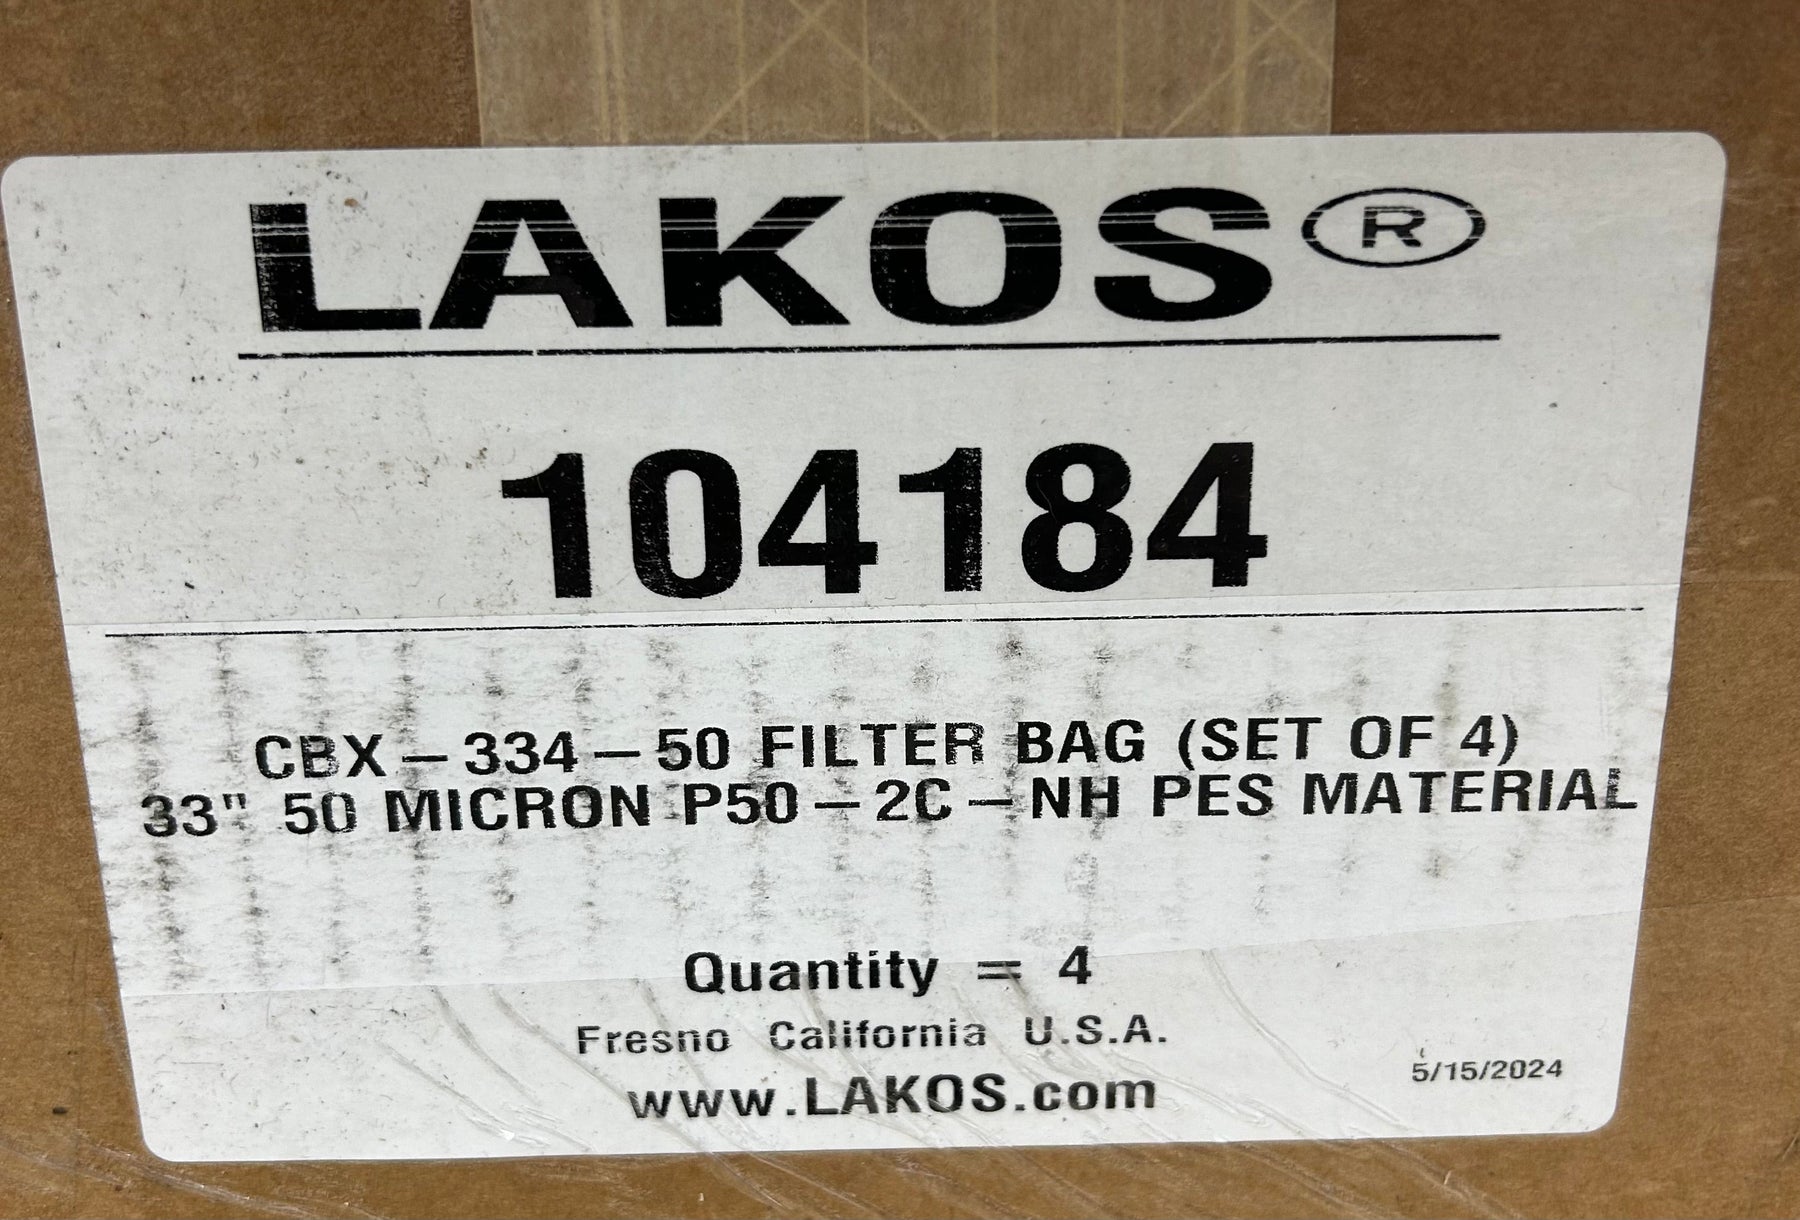 LAKOS®
104184
CBX-334-50 FILTER BAG (SET OF 4)
33" 50 MICRON P50-2C-NH PES MATERIAL
Quantity = 4
Fresno California U.S.A.
5/15/2024
www.LAKOS.com